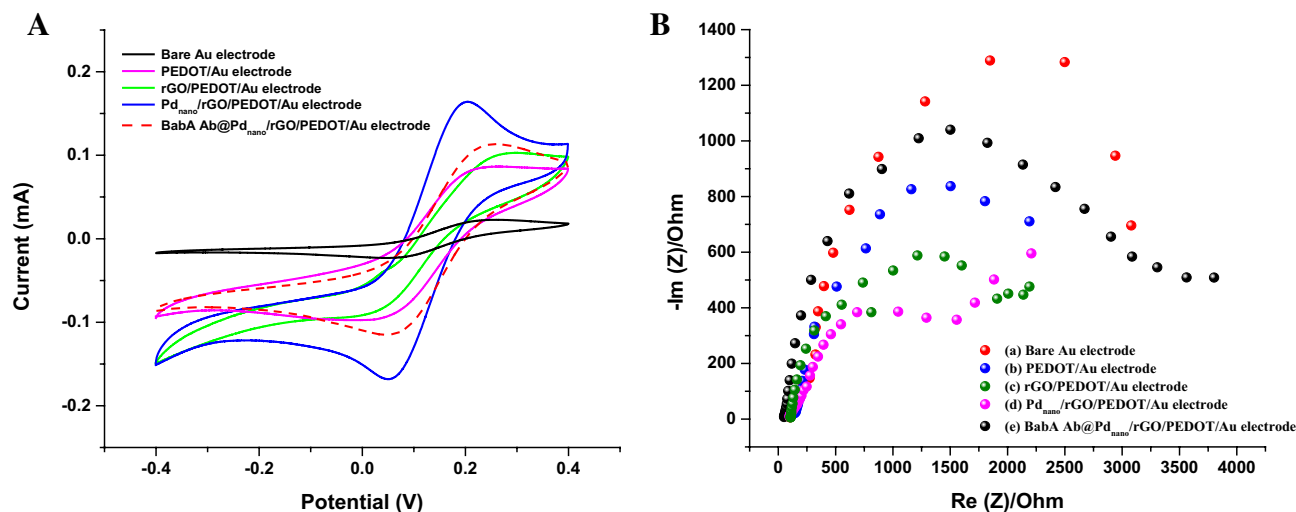 A
Bare Au electrode
PEDOT/Au electrode
rGO/PEDOT/Au electrode
Pdnano/rGO/PEDOT/Au electrode
BabA Ab@Pdnano/rGO/PEDOT/Au electrode
0.2
0.1
0.0
-0.1
-0.2
Current (mA)
-0.4
-0.2
0.0
0.2
0.4
Potential (V)
B
1400
1200
1000
800
600
400
200
0
-Im (Z)/Ohm
(a) Bare Au electrode
(b) PEDOT/Au electrode
(c) rGO/PEDOT/Au electrode
(d) Pdnano/rGO/PEDOT/Au electrode
(e) BabA Ab@Pdnano/rGO/PEDOT/Au electrode
0
500
1000
1500
2000
2500
3000
3500
4000
Re (Z)/Ohm